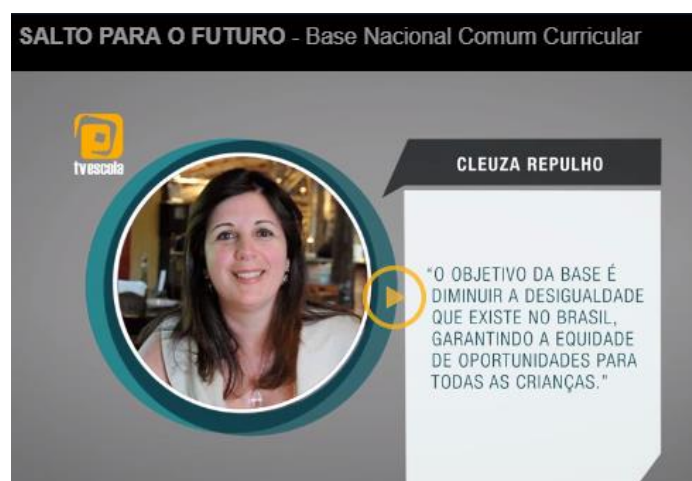 SALTO PARA O FUTURO - Base Nacional Comum Curricular
tvescola
CLEUZA REPULHO
"O OBJETIVO DA BASE É
DIMINUIR A DESIGUALDADE
QUE EXISTE NO BRASIL,
GARANTINDO A EQUIDADE
DE OPORTUNIDADES PARA
TODAS AS CRIANÇAS."